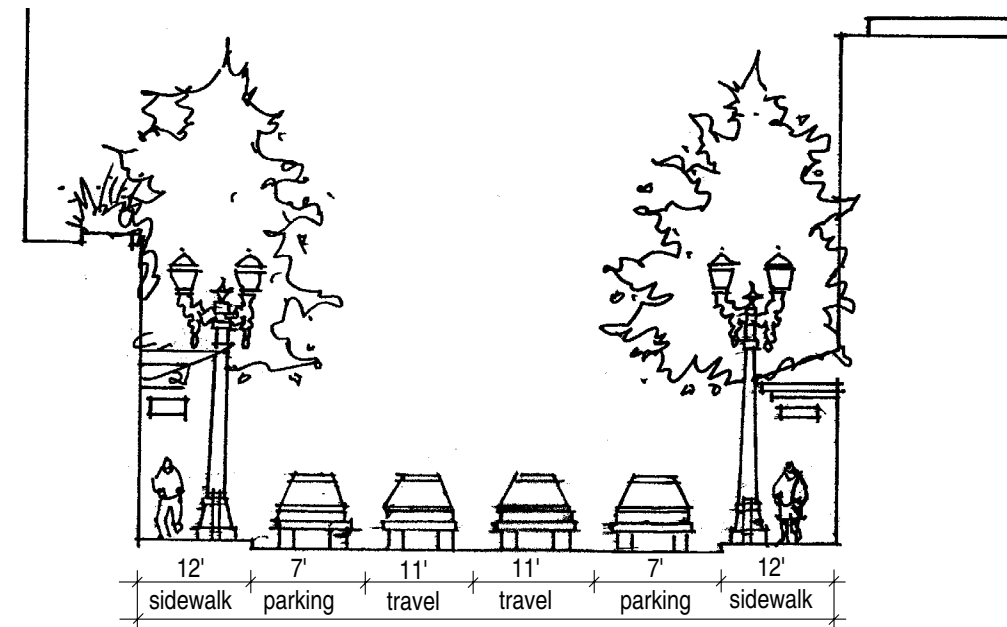 12' 7' 11' 11' 7' 12'
sidewalk parking travel travel parking sidewalk